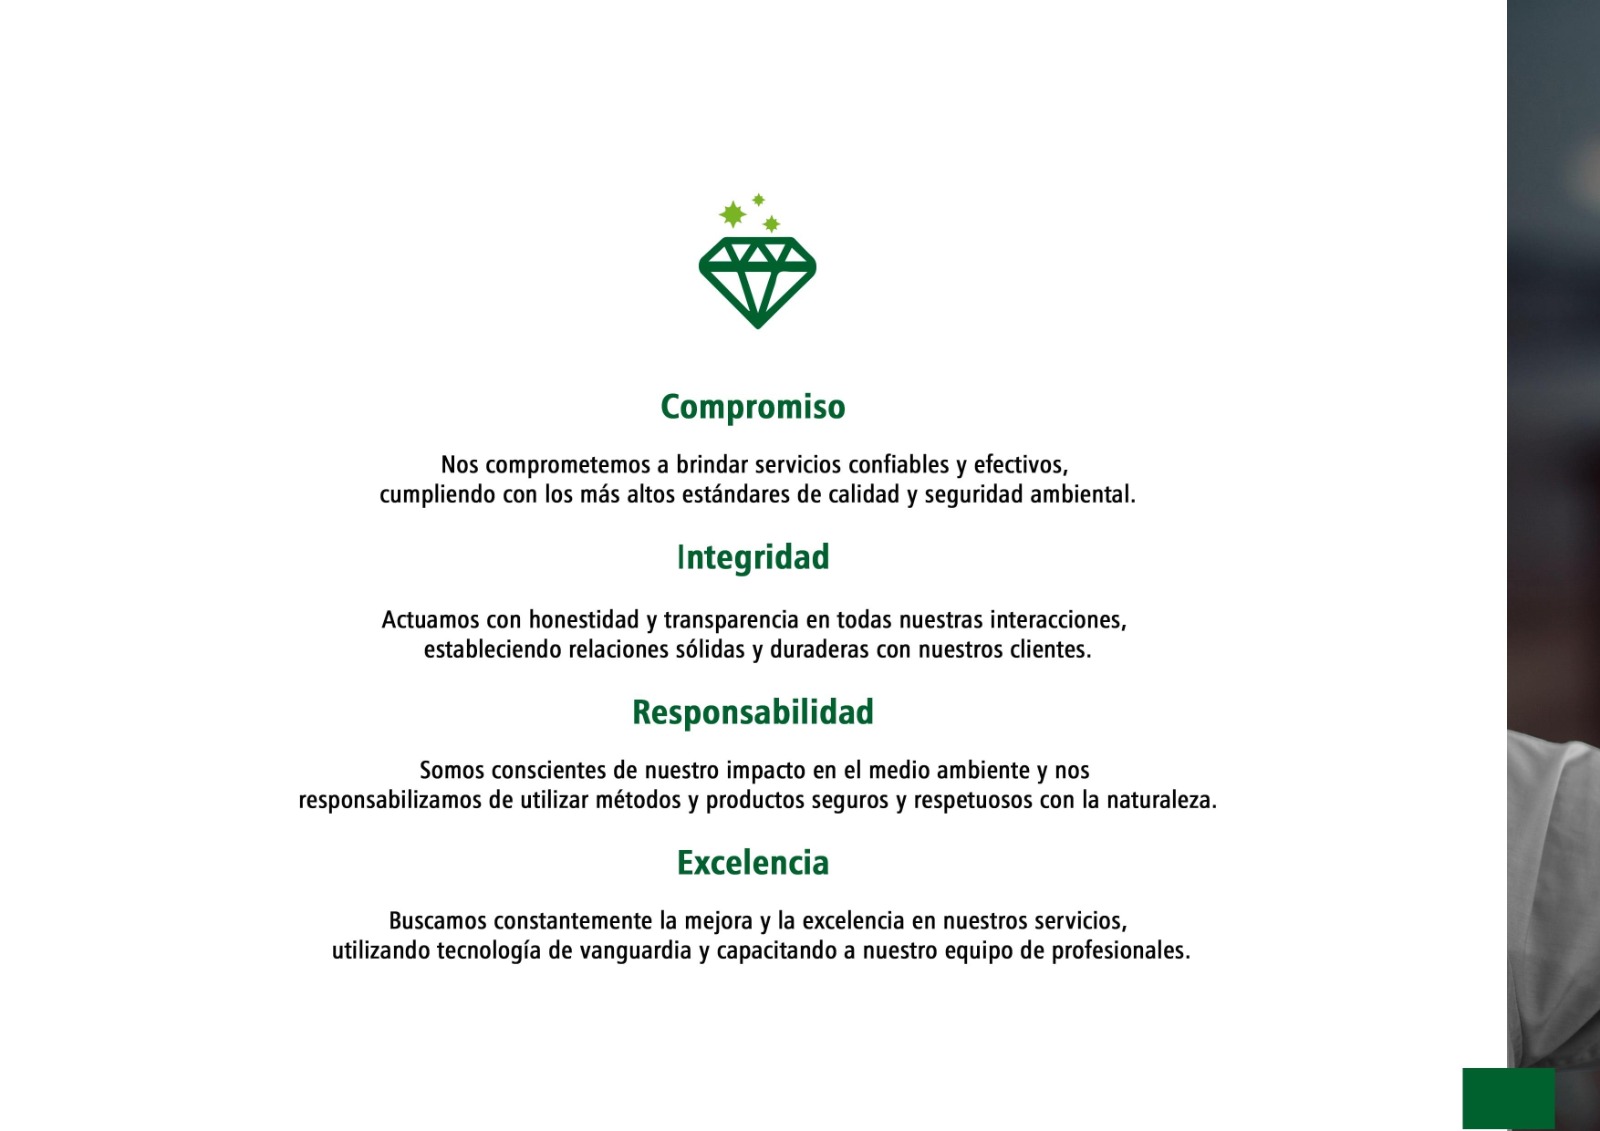 Compromiso
Nos comprometemos a brindar servicios confiables y efectivos,
cumpliendo con los más altos estándares de calidad y seguridad ambiental.
Integridad
Actuamos con honestidad y transparencia en todas nuestras interacciones,
estableciendo relaciones sólidas y duraderas con nuestros clientes.
Responsabilidad
Somos conscientes de nuestro impacto en el medio ambiente y nos
responsabilizamos de utilizar métodos y productos seguros y respetuosos con la naturaleza.
Excelencia
Buscamos constantemente la mejora y la excelencia en nuestros servicios,
utilizando tecnología de vanguardia y capacitando a nuestro equipo de profesionales.